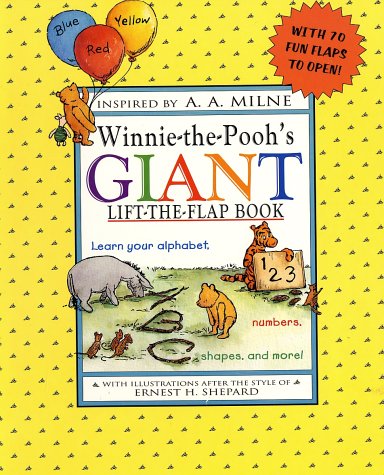 Blue
Yellow
Red
WITH 70
FUN FLAPS
TO OPEN!
INSPIRED BY A. A. MILNE
Winnie-the-Pooh's
GIANT
LIFT-THE-FLAP BOOK
Learn your alphabet,
1 2 3
numbers,
shapes, and more!
WITH ILLUSTRATIONS AFTER THE STYLE OF
ERNEST H. SHEPARD